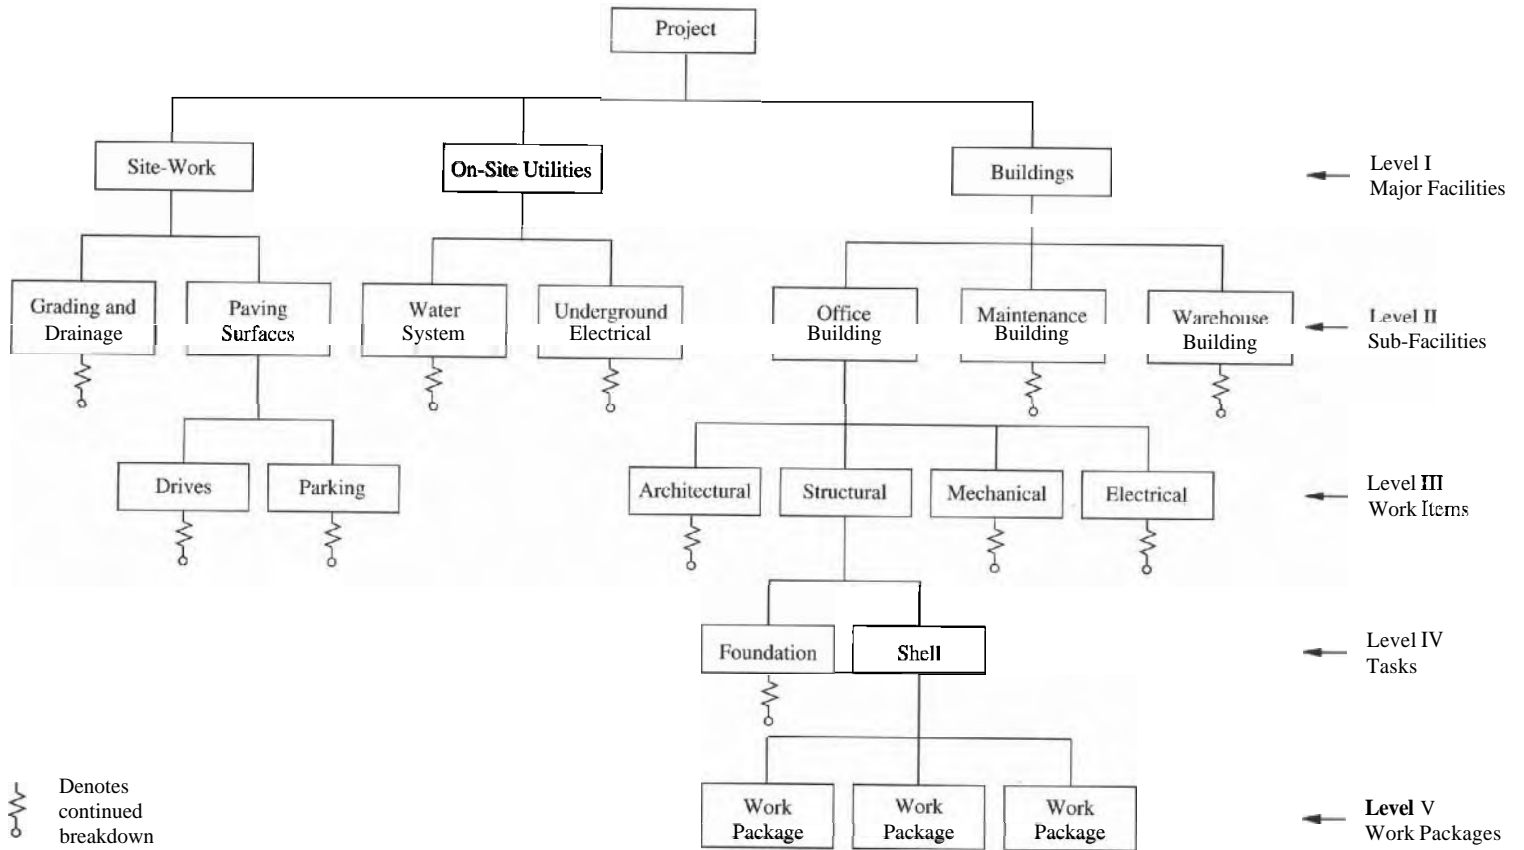 Project
Site-Work
On-Site Utilities
Buildings
Level I
Major Facilities
Grading and
Drainage
Paving
Surfaces
Water
System
Underground
Electrical
Office
Building
Maintenance
Building
Warehouse
Building
Level II
Sub-Facilities
Drives
Parking
Architectural
Structural
Mechanical
Electrical
Level III
Work Items
Foundation
Shell
Level IV
Tasks
Work
Package
Work
Package
Work
Package
Level V
Work Packages
Denotes
continued
breakdown